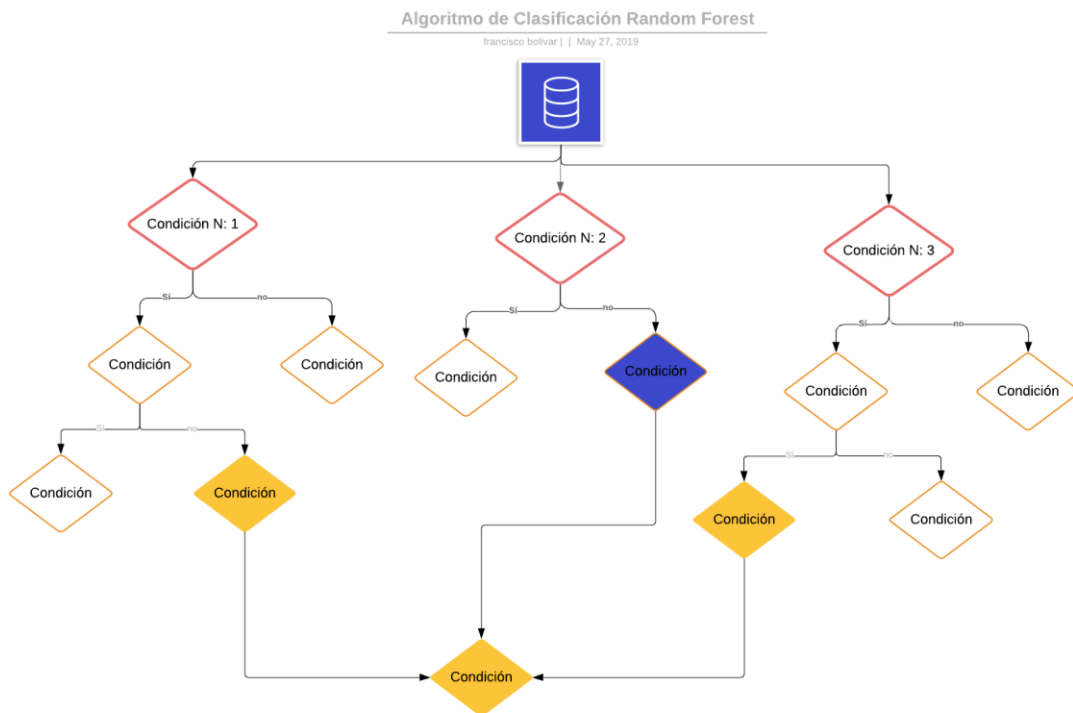 Algoritmo de Clasificación Random Forest
francisco bolivar | | May 27, 2019
Condición N: 1
Condición N: 2
Condición N: 3
Sí
no
Sí
no
Sí
no
Condición
Condición
Condición
Condición
Condición
Condición
Sí
no
Sí
no
Condición
Condición
Condición
Condición
Condición